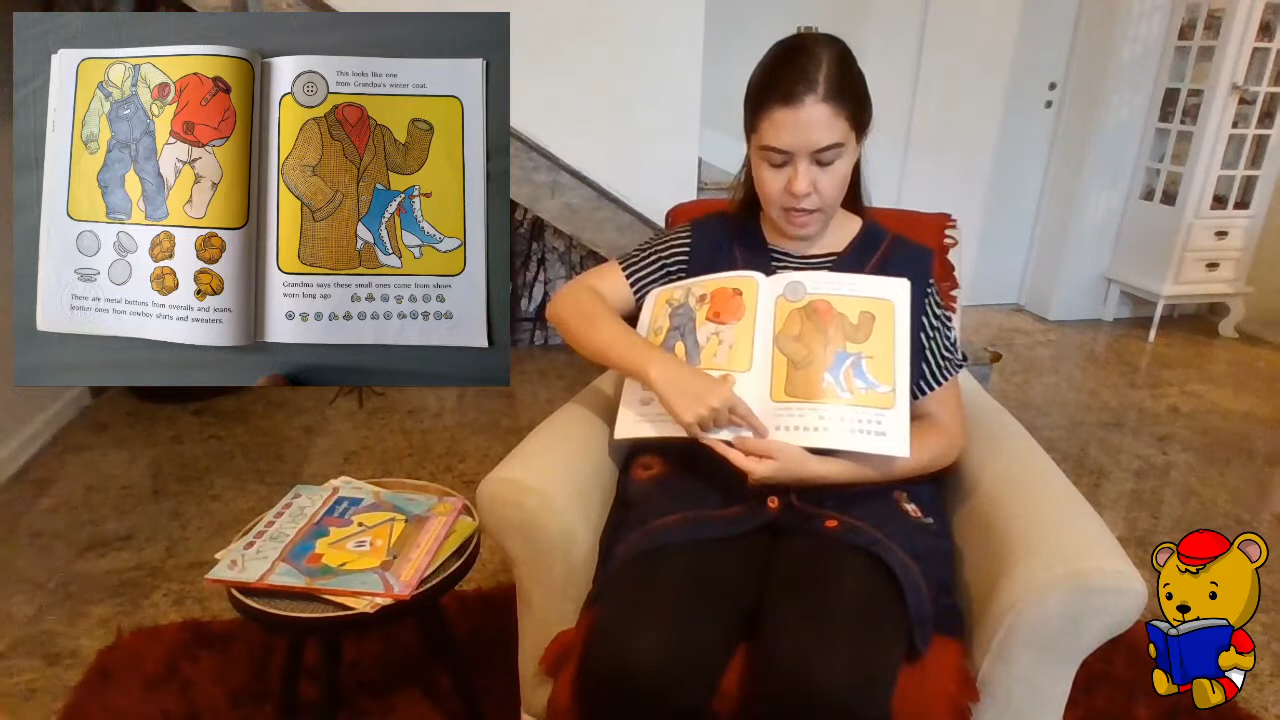 This looks like one
from Grandpa's winter coat.
There are metal buttons from overalls and jeans,
leather ones from cowboy shirts and sweaters.
Grandma says these small ones came from shoes
worn long ago